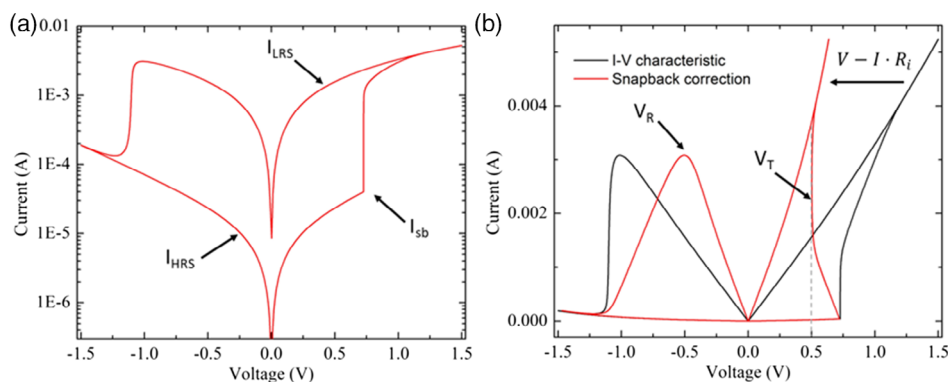 (a)
0.01
1E-3
1E-4
1E-5
1E-6
Current (A)
-1.5 -1.0 -0.5 0.0 0.5 1.0 1.5
Voltage (V)
I_LRS
I_HRS
I_sb
(b)
0.004
0.002
0.000
Current (A)
-1.5 -1.0 -0.5 0.0 0.5 1.0 1.5
Voltage (V)
I-V characteristic
Snapback correction
V_R
V_T
V − I · R_i